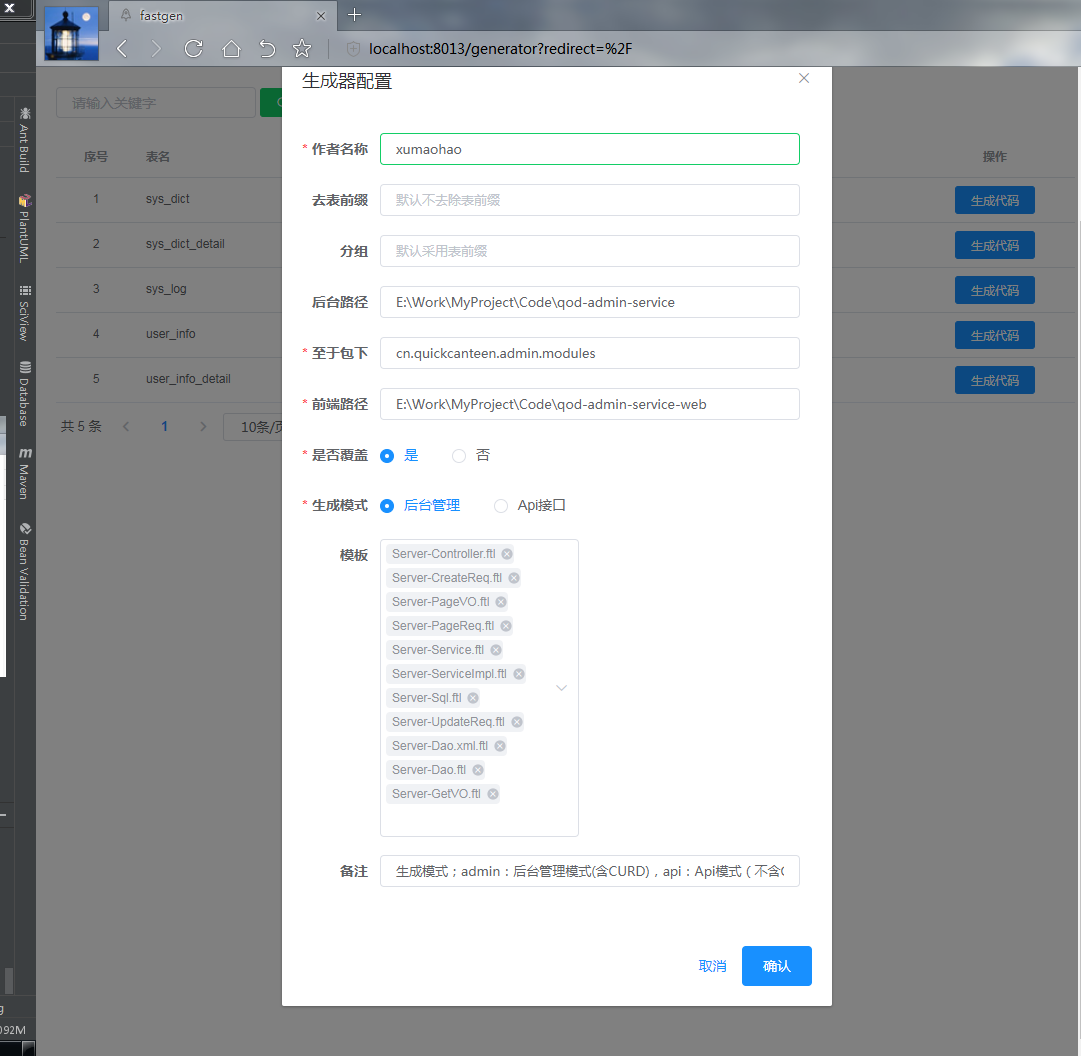 fastgen
localhost:8013/generator?redirect=%2F
Ant Build
PlantUML
SciView
Database
Maven
Bean Validation
请输入关键字
序号 表名 操作
1 sys_dict 生成代码
2 sys_dict_detail 生成代码
3 sys_log 生成代码
4 user_info 生成代码
5 user_info_detail 生成代码
共 5 条 1 10条/页
生成器配置
* 作者名称 xumaohao
去表前缀 默认不去除表前缀
分组 默认采用表前缀
后台路径 E:\Work\MyProject\Code\qod-admin-service
* 至于包下 cn.quickcanteen.admin.modules
* 前端路径 E:\Work\MyProject\Code\qod-admin-service-web
* 是否覆盖 是 否
* 生成模式 后台管理 Api接口
模板
Server-Controller.ftl
Server-CreateReq.ftl
Server-PageVO.ftl
Server-PageReq.ftl
Server-Service.ftl
Server-ServiceImpl.ftl
Server-Sql.ftl
Server-UpdateReq.ftl
Server-Dao.xml.ftl
Server-Dao.ftl
Server-GetVO.ftl
备注 生成模式；admin：后台管理模式(含CURD)，api：Api模式（不含
取消 确认
092M